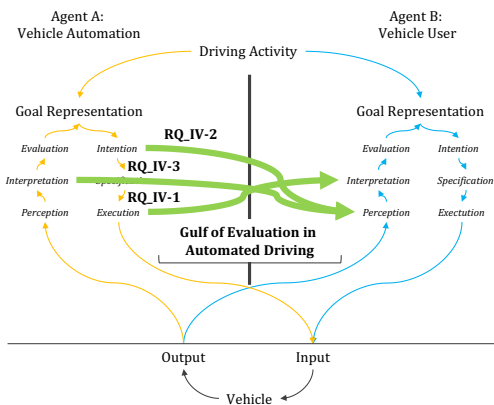 Agent A:
Vehicle Automation
Agent B:
Vehicle User
Driving Activity
Goal Representation
Goal Representation
RQ_IV-2
Evaluation
Intention
Evaluation
Intention
RQ_IV-3
Interpretation
Interpretation
Specification
RQ_IV-1
Perception
Execution
Perception
Exectution
Gulf of Evaluation in
Automated Driving
Output
Input
Vehicle